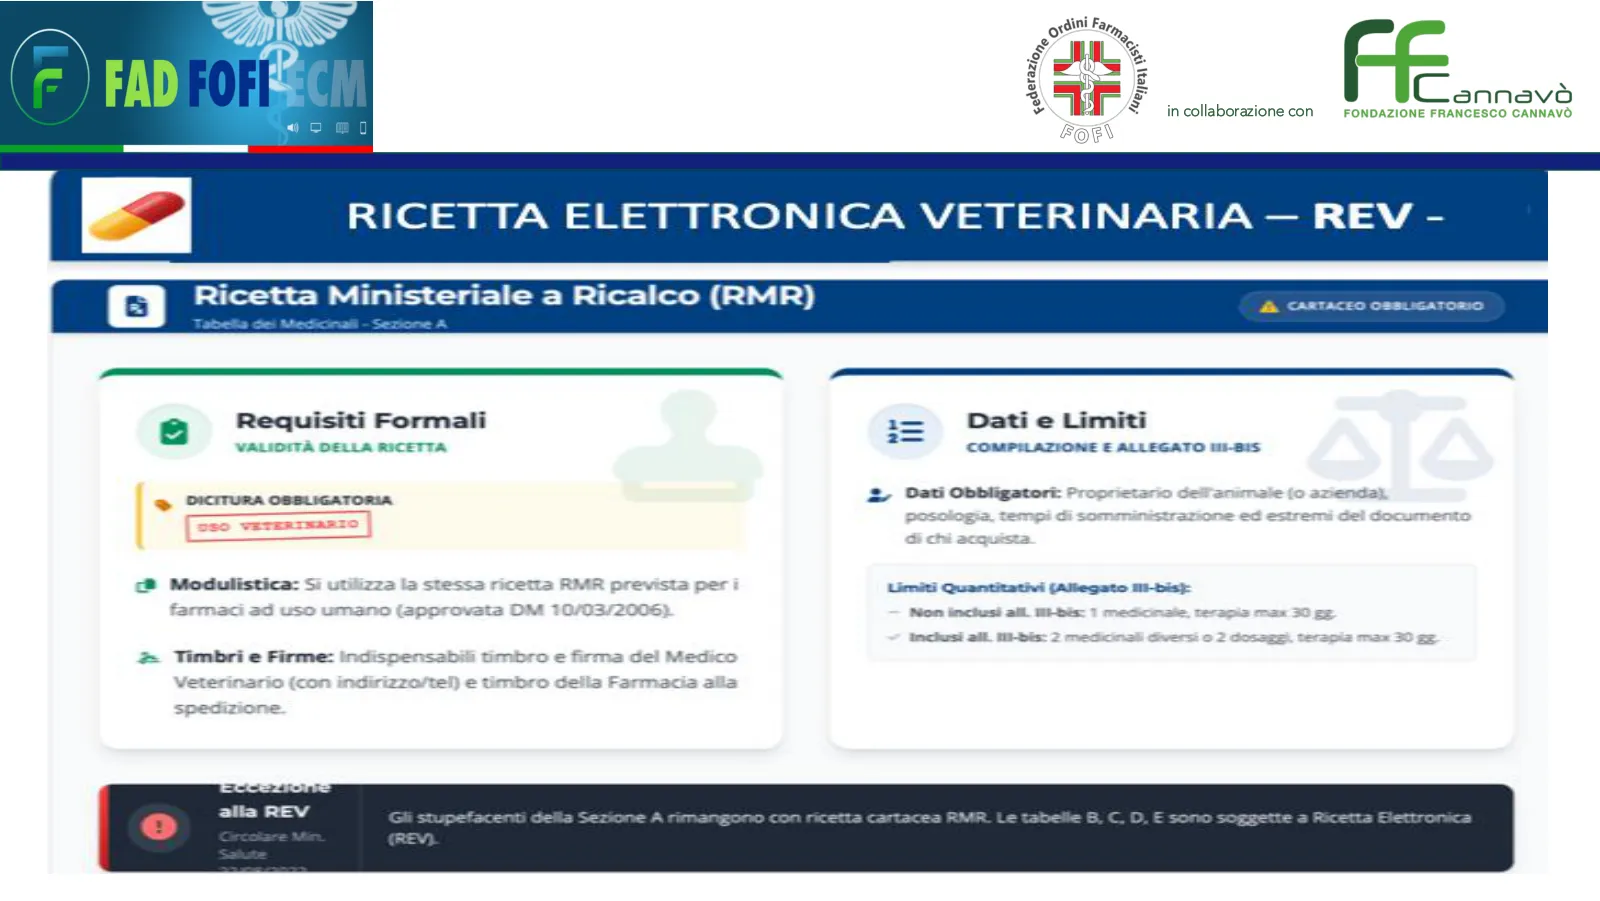 FAD FOFI ECM
Federazione Ordini Farmacisti Italiani
FOFI
in collaborazione con
Cannavò
FONDAZIONE FRANCESCO CANNAVÒ
RICETTA ELETTRONICA VETERINARIA – REV -
Ricetta Ministeriale a Ricalco (RMR)
Tabella dei Medicinali - Sezione A
CARTACEO OBBLIGATORIO
Requisiti Formali
VALIDITÀ DELLA RICETTA
DICITURA OBBLIGATORIA
USO VETERINARIO
Modulistica: Si utilizza la stessa ricetta RMR prevista per i
farmaci ad uso umano (approvata DM 10/03/2006).
Timbri e Firme: Indispensabili timbro e firma del Medico
Veterinario (con indirizzo/tel) e timbro della Farmacia alla
spedizione.
Dati e Limiti
COMPILAZIONE E ALLEGATO III-BIS
Dati Obbligatori: Proprietario dell'animale (o azienda),
posologia, tempi di somministrazione ed estremi del documento
di chi acquista.
Limiti Quantitativi (Allegato III-bis):
– Non inclusi all. III-bis: 1 medicinale, terapia max 30 gg.
✓ Inclusi all. III-bis: 2 medicinali diversi o 2 dosaggi, terapia max 30 gg.
Eccezione
alla REV
Circolare Min.
Salute
Gli stupefacenti della Sezione A rimangono con ricetta cartacea RMR. Le tabelle B, C, D, E sono soggette a Ricetta Elettronica
(REV).